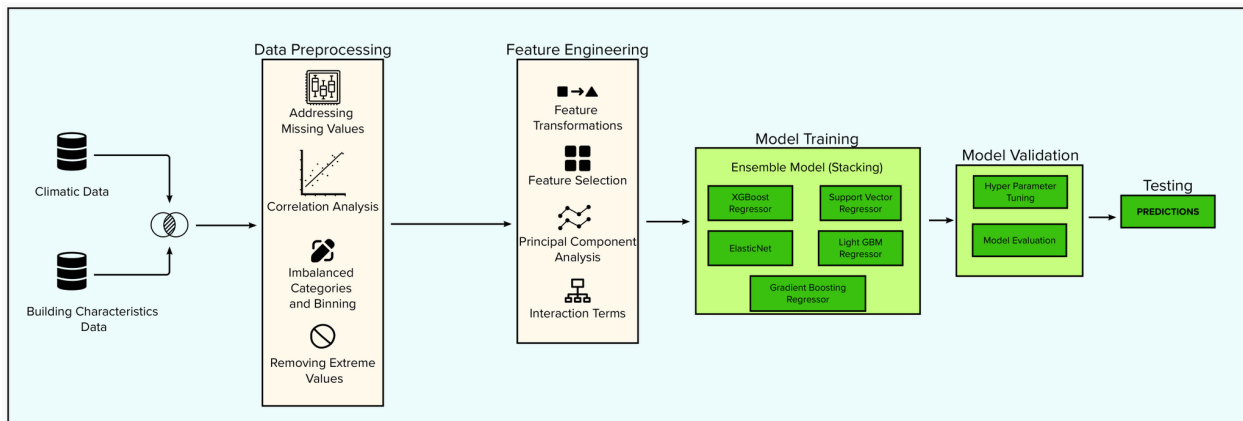 Climatic Data
Building Characteristics
Data
Data Preprocessing
Addressing
Missing Values
Correlation Analysis
Imbalanced
Categories
and Binning
Removing Extreme
Values
Feature Engineering
Feature
Transformations
Feature Selection
Principal Component
Analysis
Interaction Terms
Model Training
Ensemble Model (Stacking)
XGBoost
Regressor
Support Vector
Regressor
ElasticNet
Light GBM
Regressor
Gradient Boosting
Regressor
Model Validation
Hyper Parameter
Tuning
Model Evaluation
Testing
PREDICTIONS